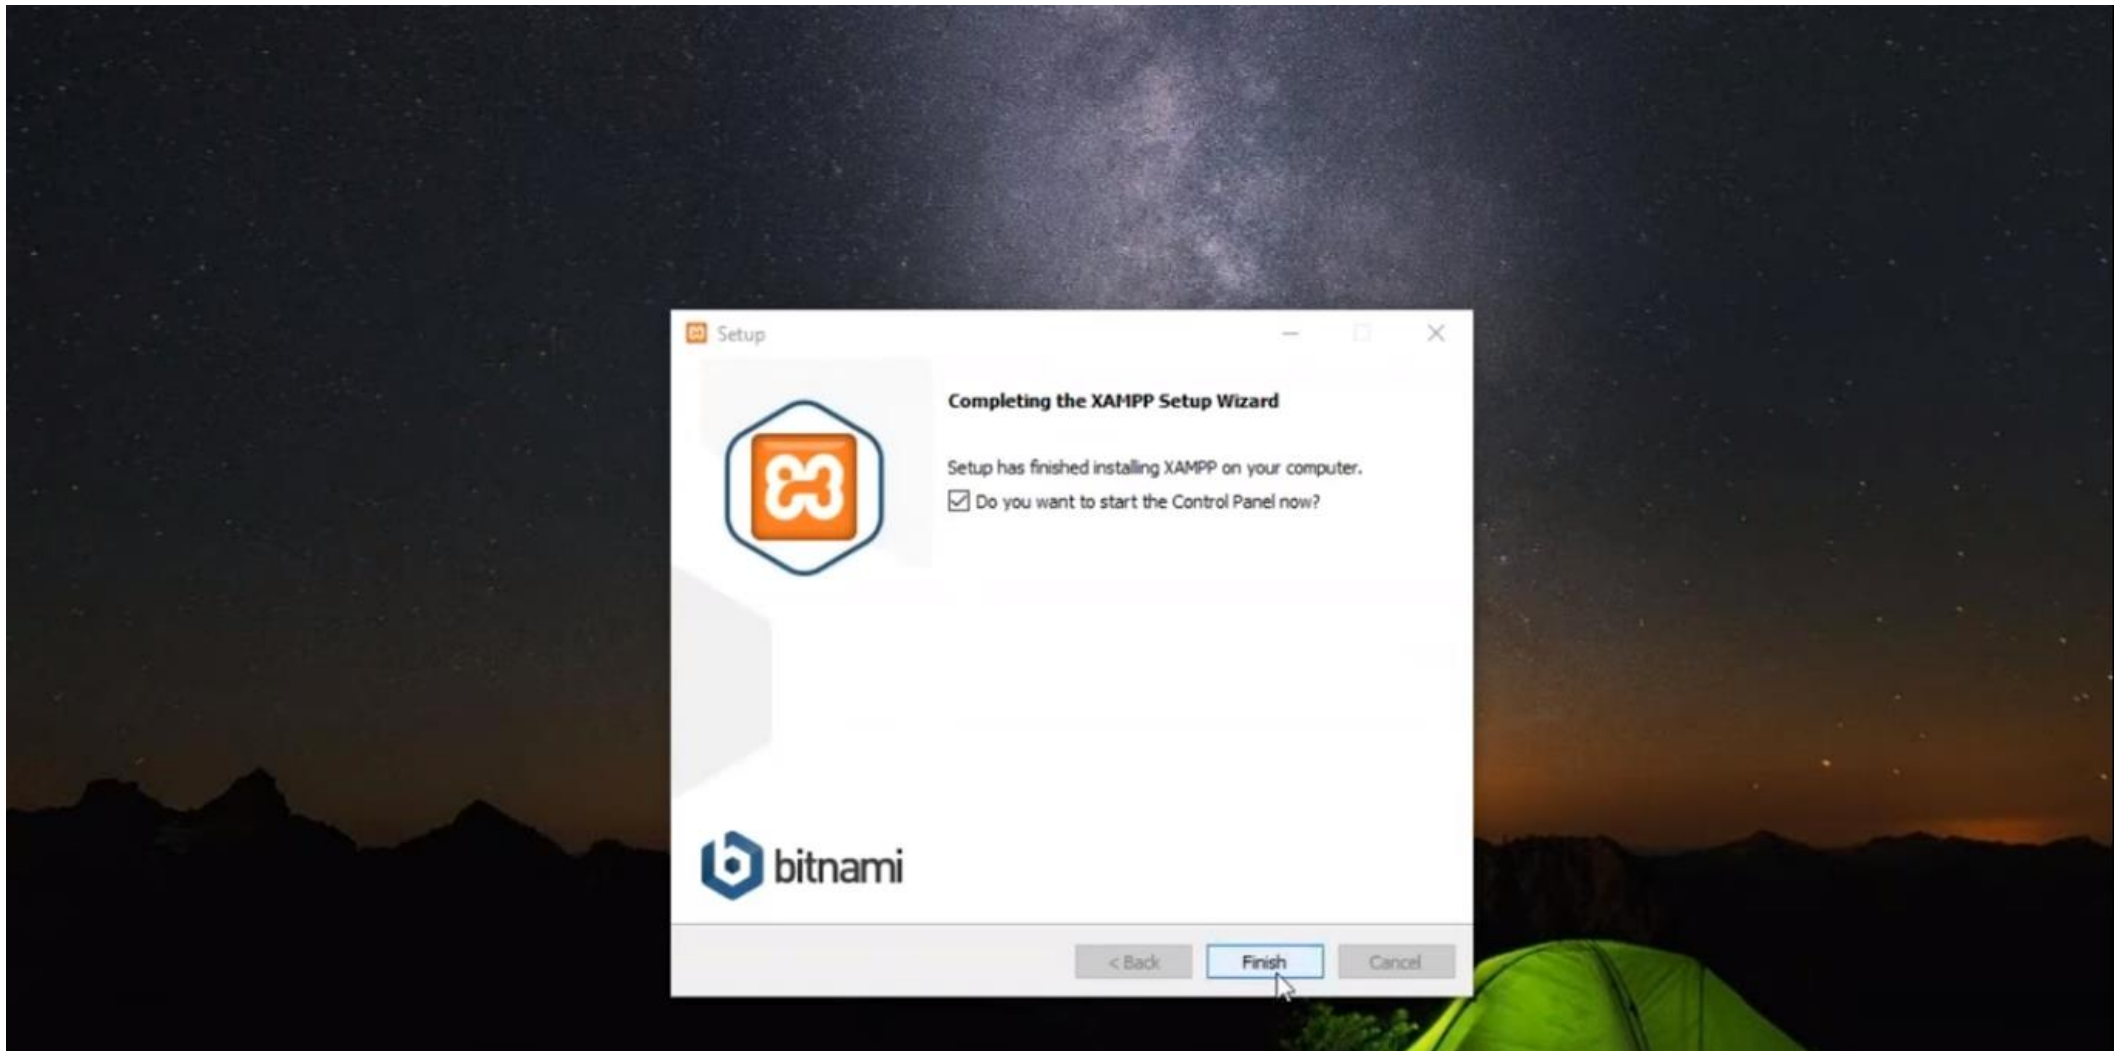 Setup
Completing the XAMPP Setup Wizard
Setup has finished installing XAMPP on your computer.
Do you want to start the Control Panel now?
bitnami
< Back
Finish
Cancel